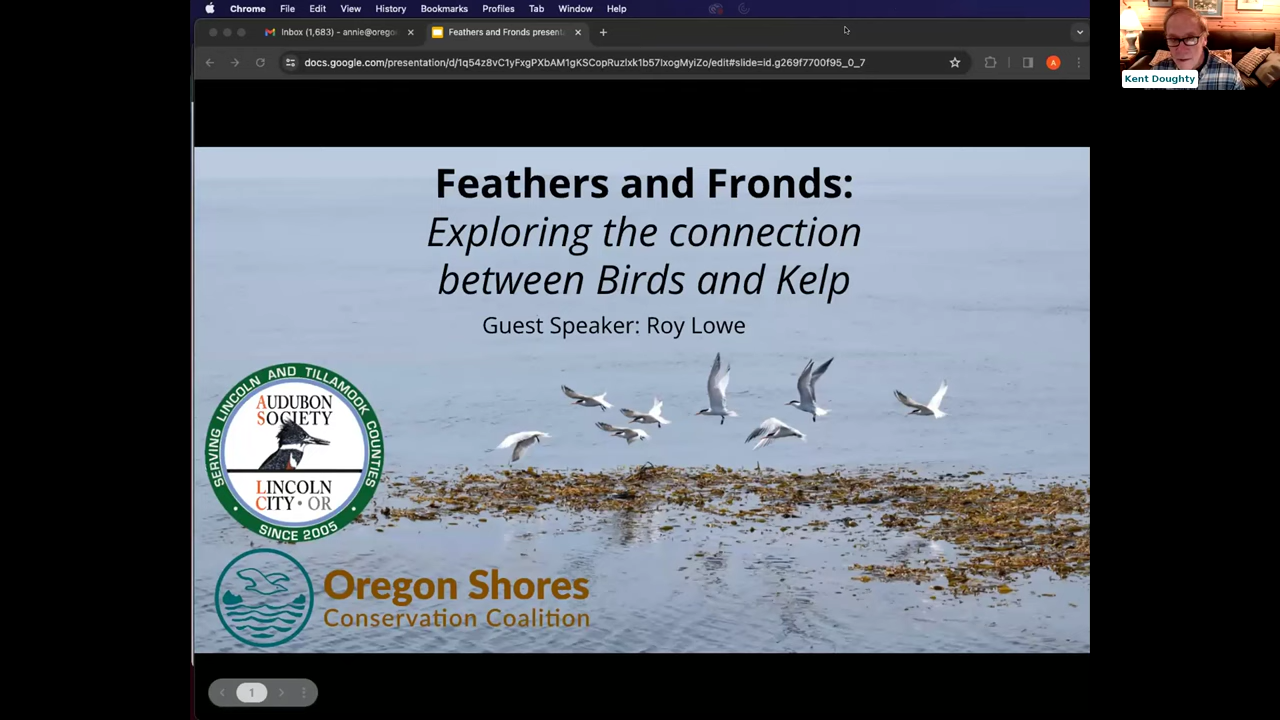 Chrome File Edit View History Bookmarks Profiles Tab Window Help
Kent Doughty
Inbox (1,683) - annie@orego
Feathers and Fronds present
docs.google.com/presentation/d/1q54z8vC1yFxgPXbAM1gKSCopRuzlxk1b57IxogMyiZo/edit#slide=id.g269f7700f95_0_7
A
Feathers and Fronds:
Exploring the connection
between Birds and Kelp
Guest Speaker: Roy Lowe
SERVING LINCOLN AND TILLAMOOK COUNTIES
AUDUBON
SOCIETY
LINCOLN
CITY • OR
• SINCE 2005 •
Oregon Shores
Conservation Coalition
1